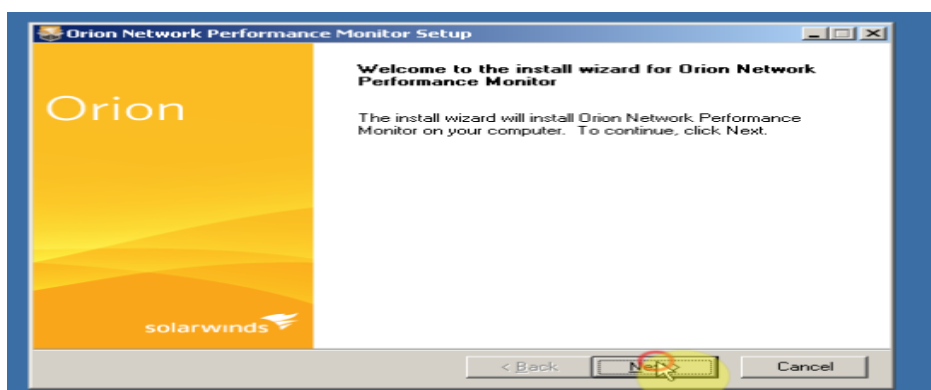 Orion Network Performance Monitor Setup
Welcome to the install wizard for Orion Network
Performance Monitor
Orion
The install wizard will install Orion Network Performance
Monitor on your computer. To continue, click Next.
solarwinds
< Back
Cancel